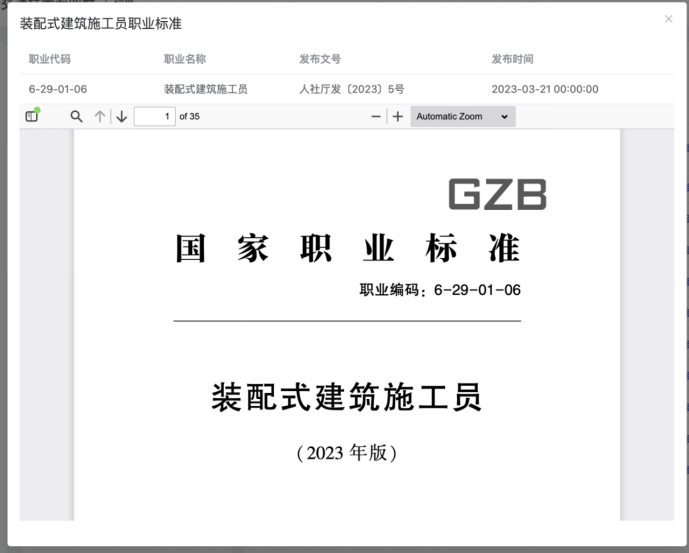 装配式建筑施工员职业标准
职业代码 职业名称 发布文号 发布时间
6-29-01-06 装配式建筑施工员 人社厅发〔2023〕5号 2023-03-21 00:00:00
1 of 35 Automatic Zoom
GZB
国家职业标准
职业编码：6-29-01-06
装配式建筑施工员
（2023 年版）